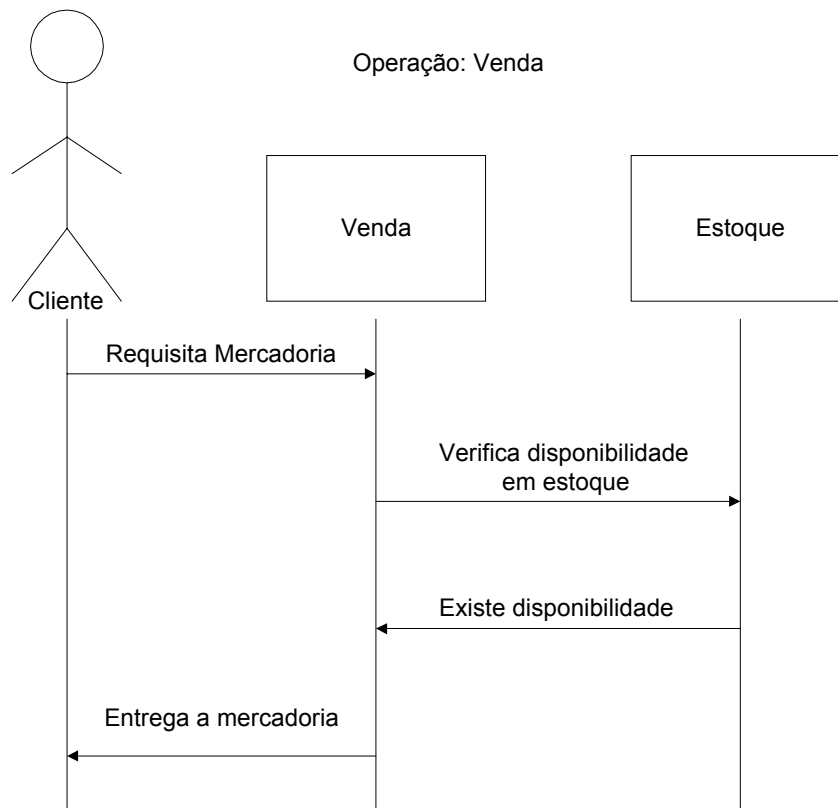 Operação: Venda
Venda
Estoque
Cliente
Requisita Mercadoria
Verifica disponibilidade
em estoque
Existe disponibilidade
Entrega a mercadoria